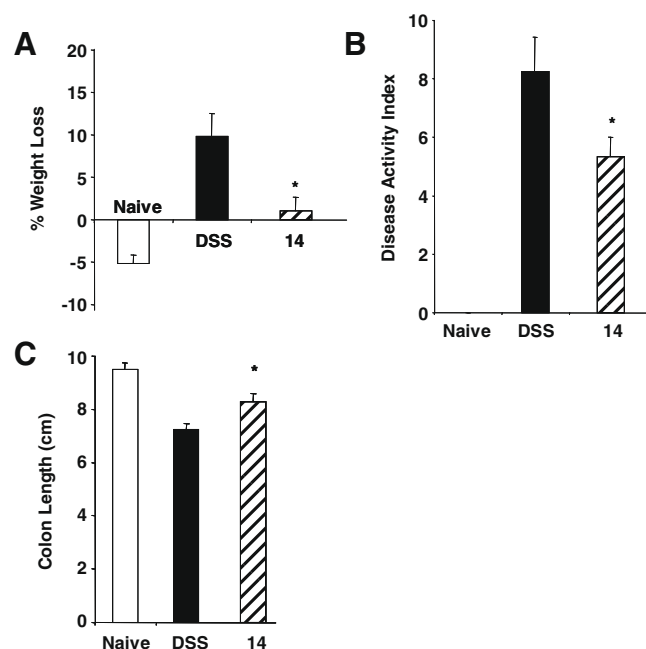 A
% Weight Loss
20
15
10
5
0
-5
-10
Naive
DSS
14
*
B
Disease Activity Index
10
8
6
4
2
0
*
Naive DSS 14
C
Colon Length (cm)
10
8
6
4
2
0
*
Naive DSS 14